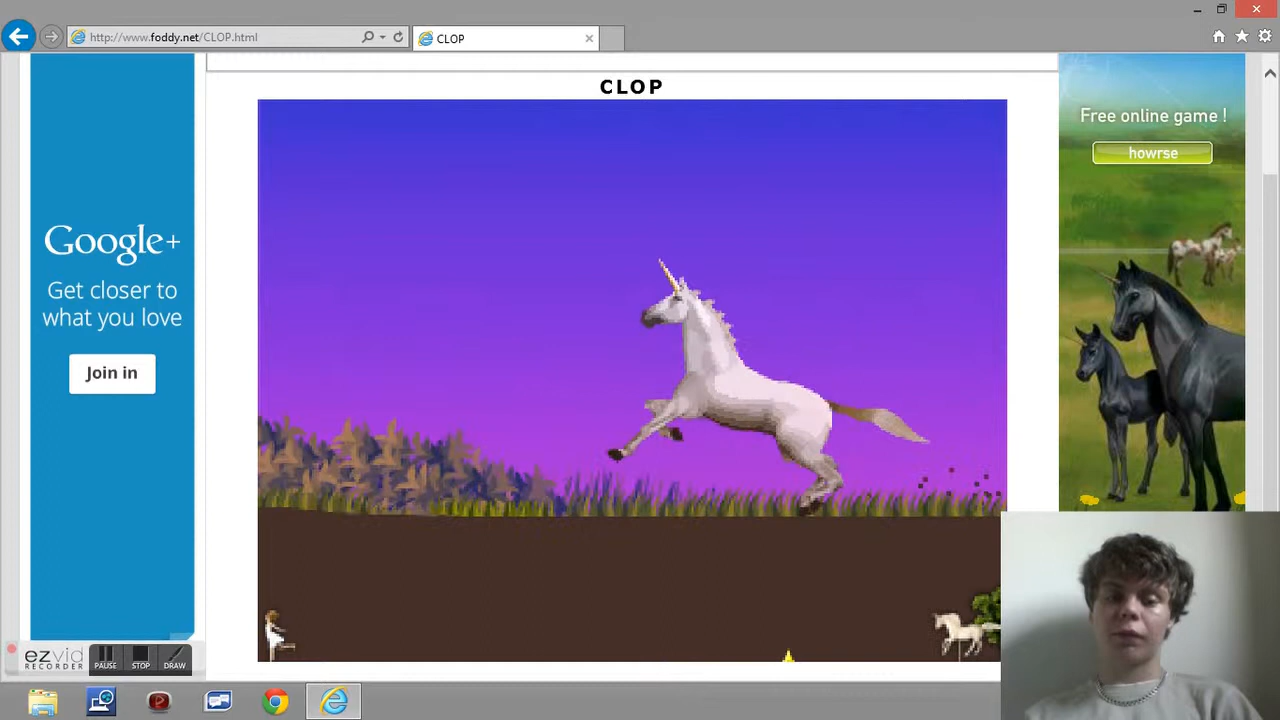 http://www.foddy.net/CLOP.html
CLOP
CLOP
Google+
Get closer to
what you love
Join in
Free online game !
howrse
ezvid
RECORDER
PAUSE
STOP
DRAW